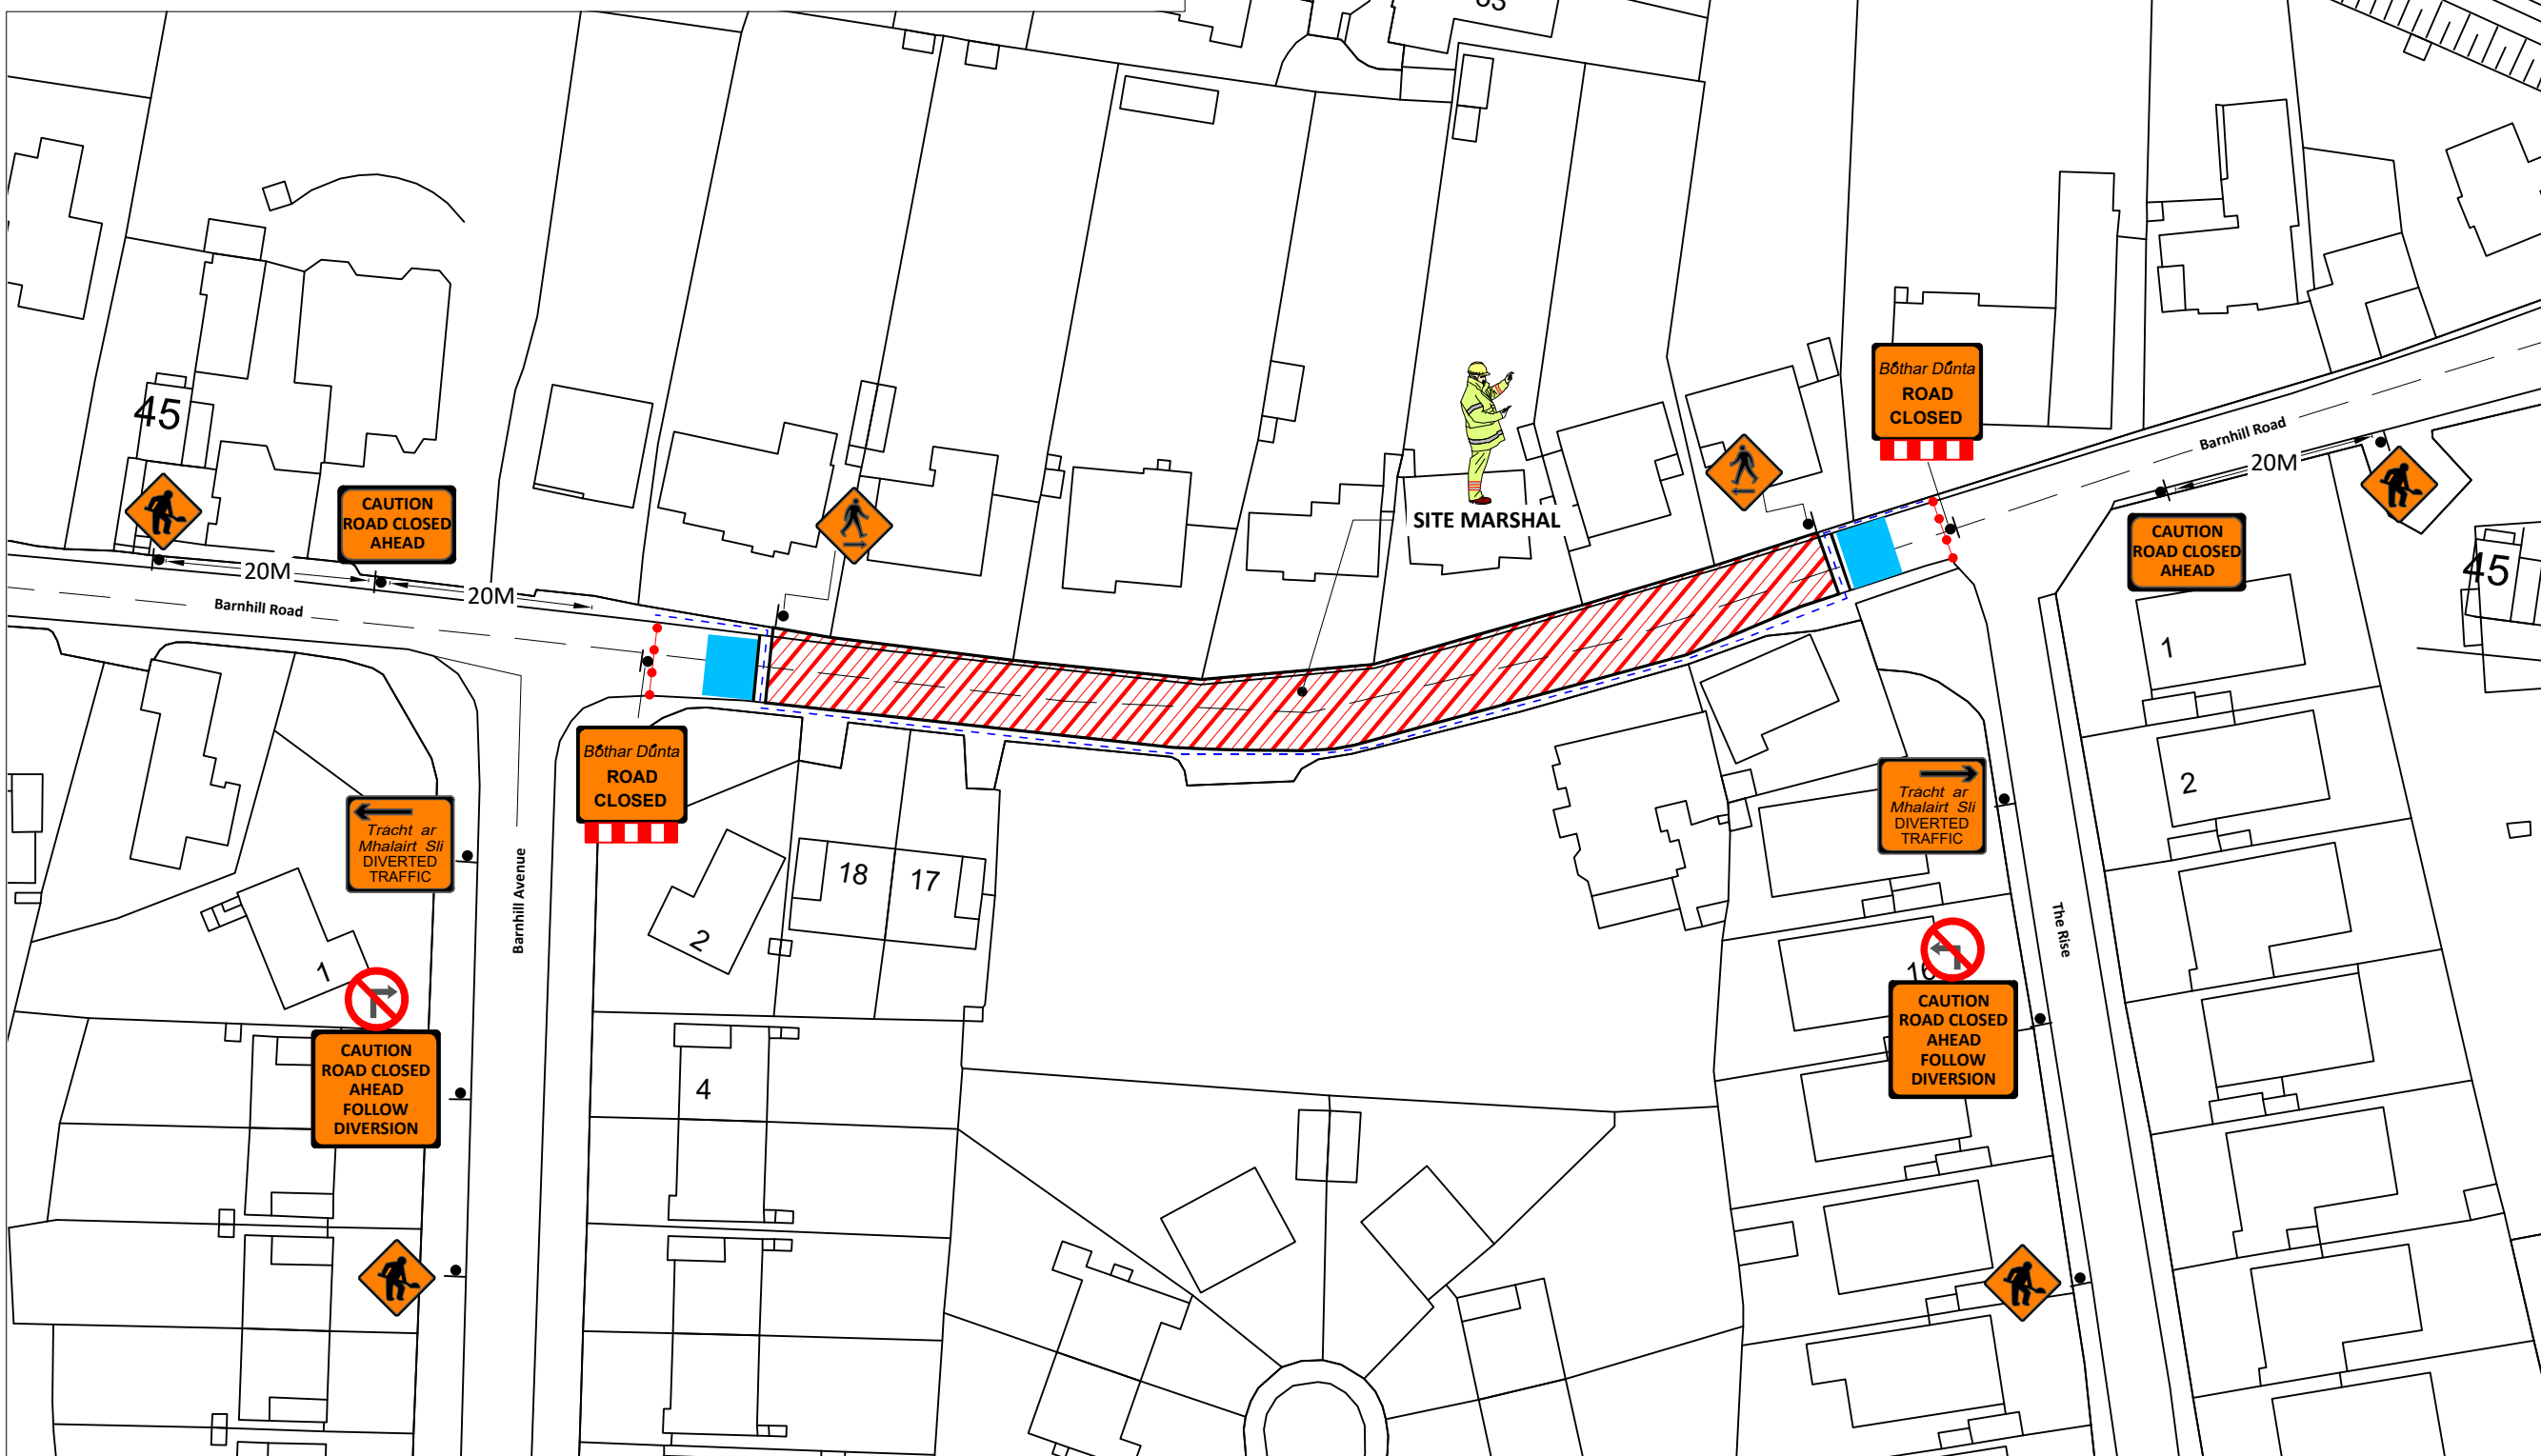 45
CAUTION
ROAD CLOSED
AHEAD
20M
20M
Barnhill Road
SITE MARSHAL
Bóthar Dúnta
ROAD
CLOSED
Barnhill Road
20M
CAUTION
ROAD CLOSED
AHEAD
45
1
2
Bóthar Dúnta
ROAD
CLOSED
Tracht ar
Mhalairt Sli
DIVERTED
TRAFFIC
Barnhill Avenue
18
17
2
1
CAUTION
ROAD CLOSED
AHEAD
FOLLOW
DIVERSION
4
Tracht ar
Mhalairt Sli
DIVERTED
TRAFFIC
The Rise
16
CAUTION
ROAD CLOSED
AHEAD
FOLLOW
DIVERSION